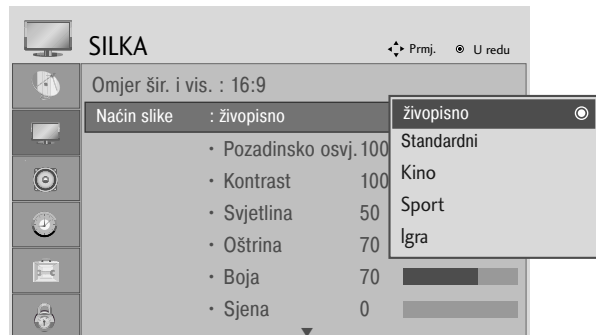 SILKA
Prmj. U redu
Omjer šir. i vis. : 16:9
Naćin slike : živopisno
• Pozadinsko osvj. 100
• Kontrast 100
• Svjetlina 50
• Oštrina 70
• Boja 70
• Sjena 0
živopisno
Standardni
Kino
Sport
Igra